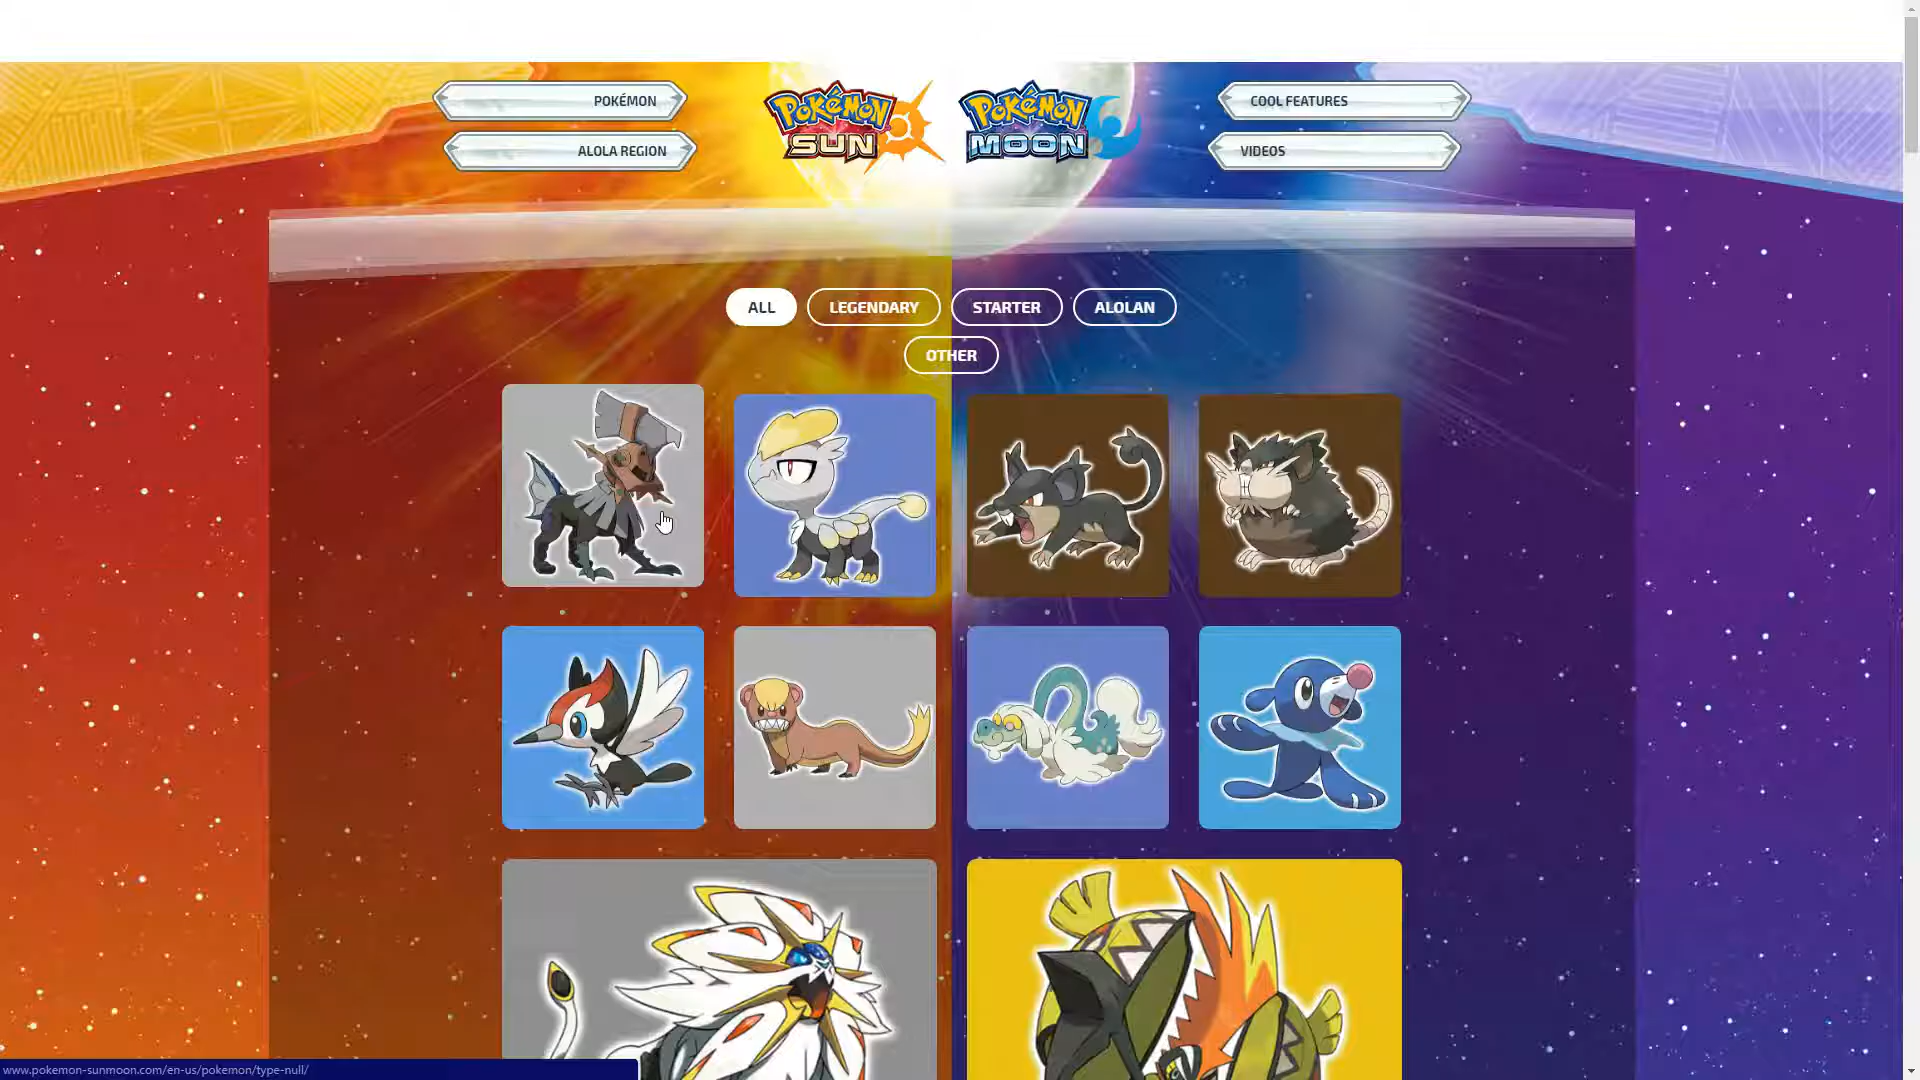 POKÉMON
ALOLA REGION
Pokémon
SUN
Pokémon
MOON
COOL FEATURES
VIDEOS
ALL
LEGENDARY
STARTER
ALOLAN
OTHER
www.pokemon-sunmoon.com/en-us/pokemon/type-null/